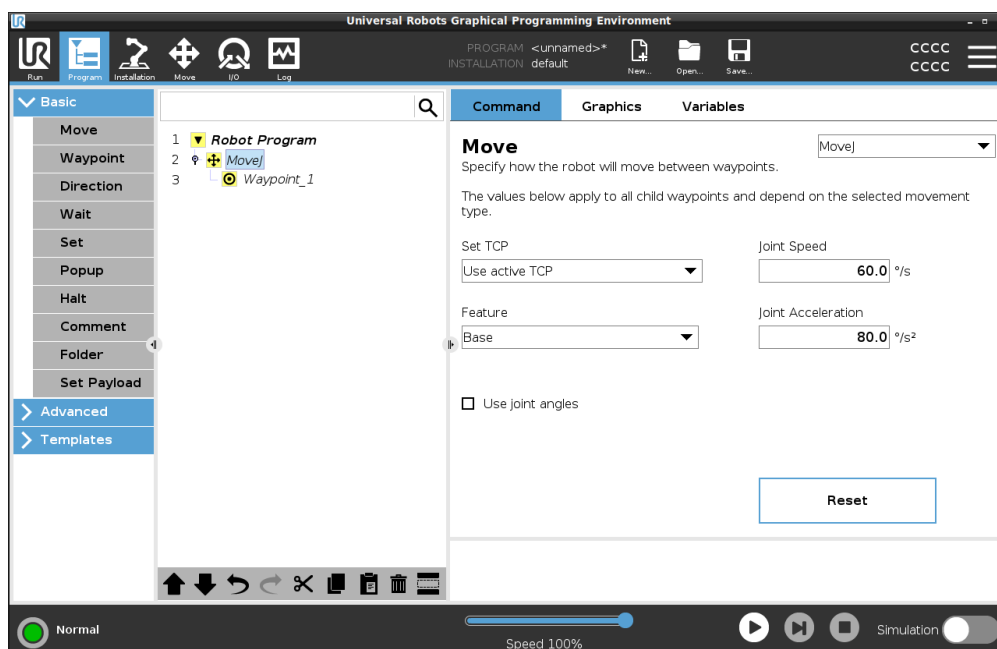 Universal Robots Graphical Programming Environment
PROGRAM <unnamed>*
INSTALLATION default
Run
Program
Installation
Move
I/O
Log
New...
Open...
Save...
CCCC
CCCC
Basic
Move
Waypoint
Direction
Wait
Set
Popup
Halt
Comment
Folder
Set Payload
Advanced
Templates
1 Robot Program
2 MoveJ
3 Waypoint_1
Command Graphics Variables
Move
MoveJ
Specify how the robot will move between waypoints.
The values below apply to all child waypoints and depend on the selected movement
type.
Set TCP
Joint Speed
Use active TCP
60.0 °/s
Feature
Joint Acceleration
Base
80.0 °/s²
Use joint angles
Reset
Normal
Speed 100%
Simulation